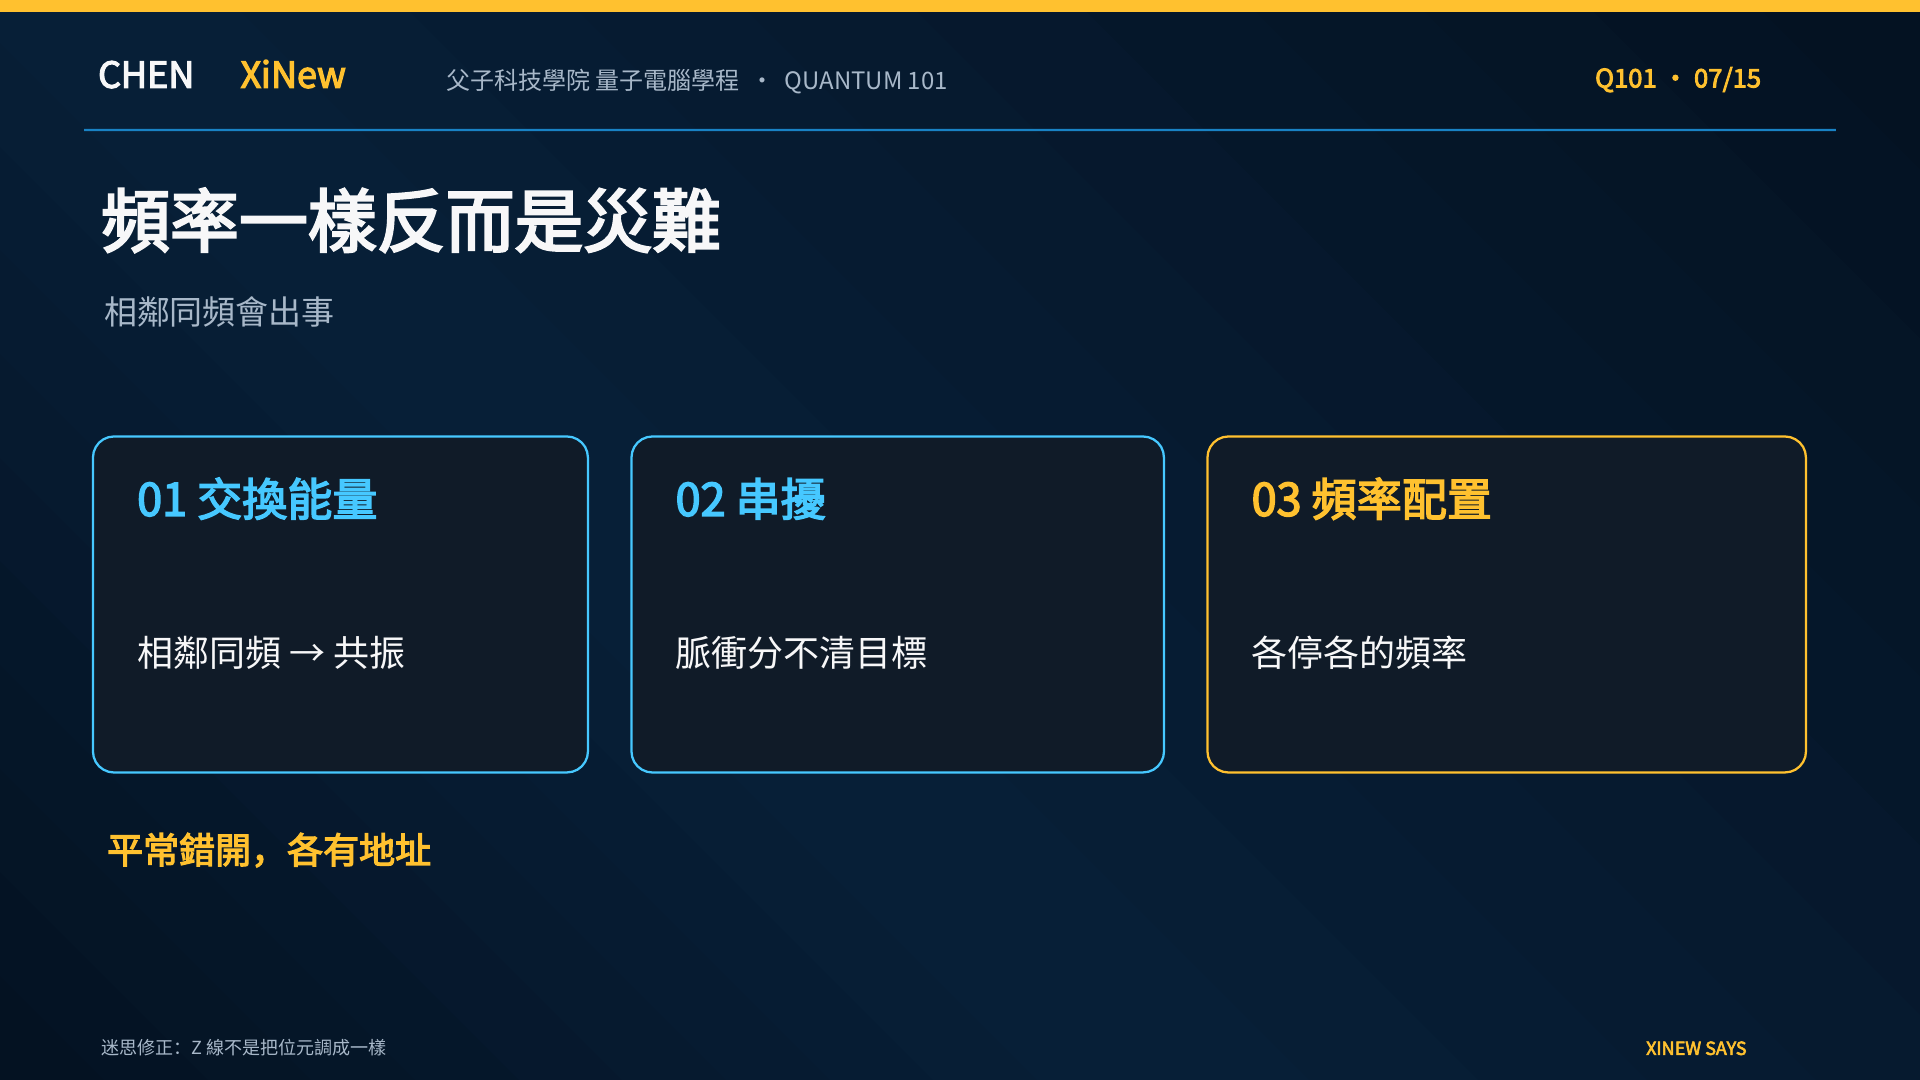 CHEN XiNew 父子科技學院 量子電腦學程 • QUANTUM 101 Q101 • 07/15
頻率一樣反而是災難
相鄰同頻會出事
01 交換能量
相鄰同頻 → 共振
02 串擾
脈衝分不清目標
03 頻率配置
各停各的頻率
平常錯開，各有地址
迷思修正：Z 線不是把位元調成一樣
XINEW SAYS